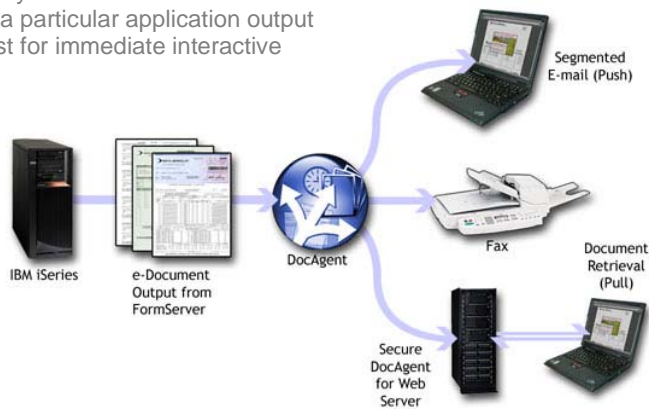 a particular application output
st for immediate interactive
Segmented
E-mail (Push)
IBM iSeries
e-Document
Output from
FormServer
DocAgent
Fax
Document
Retrieval
(Pull)
Secure
DocAgent
for Web
Server